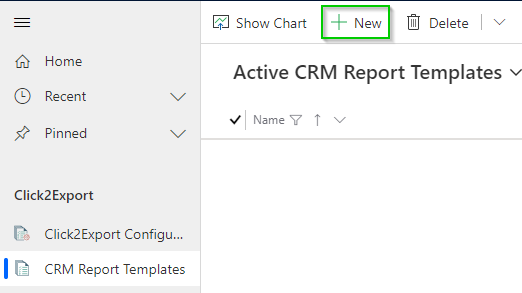 Show Chart
New
Delete
Home
Recent
Pinned
Click2Export
Click2Export Configu...
CRM Report Templates
Active CRM Report Templates
Name